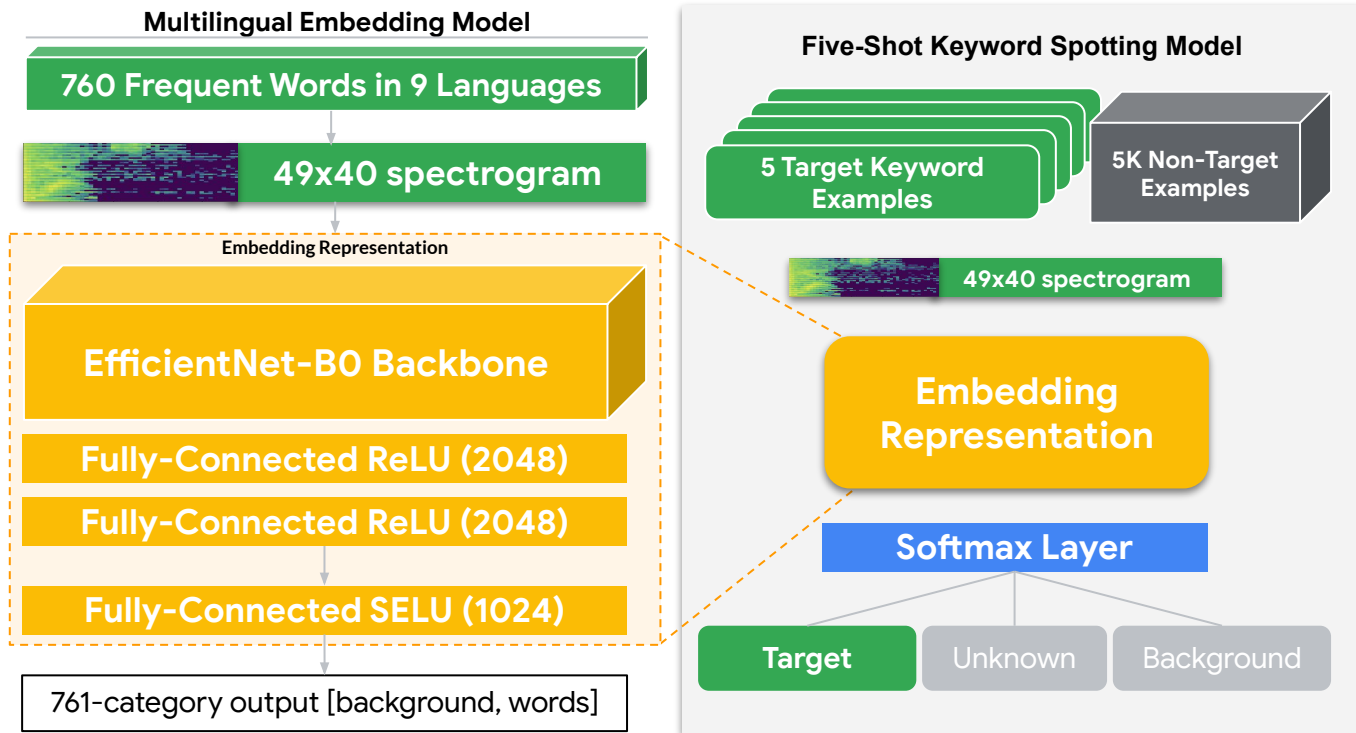 Multilingual Embedding Model
760 Frequent Words in 9 Languages
49x40 spectrogram
Embedding Representation
EfficientNet-B0 Backbone
Fully-Connected ReLU (2048)
Fully-Connected ReLU (2048)
Fully-Connected SELU (1024)
761-category output [background, words]
Five-Shot Keyword Spotting Model
5 Target Keyword
Examples
5K Non-Target
Examples
49x40 spectrogram
Embedding
Representation
Softmax Layer
Target
Unknown
Background